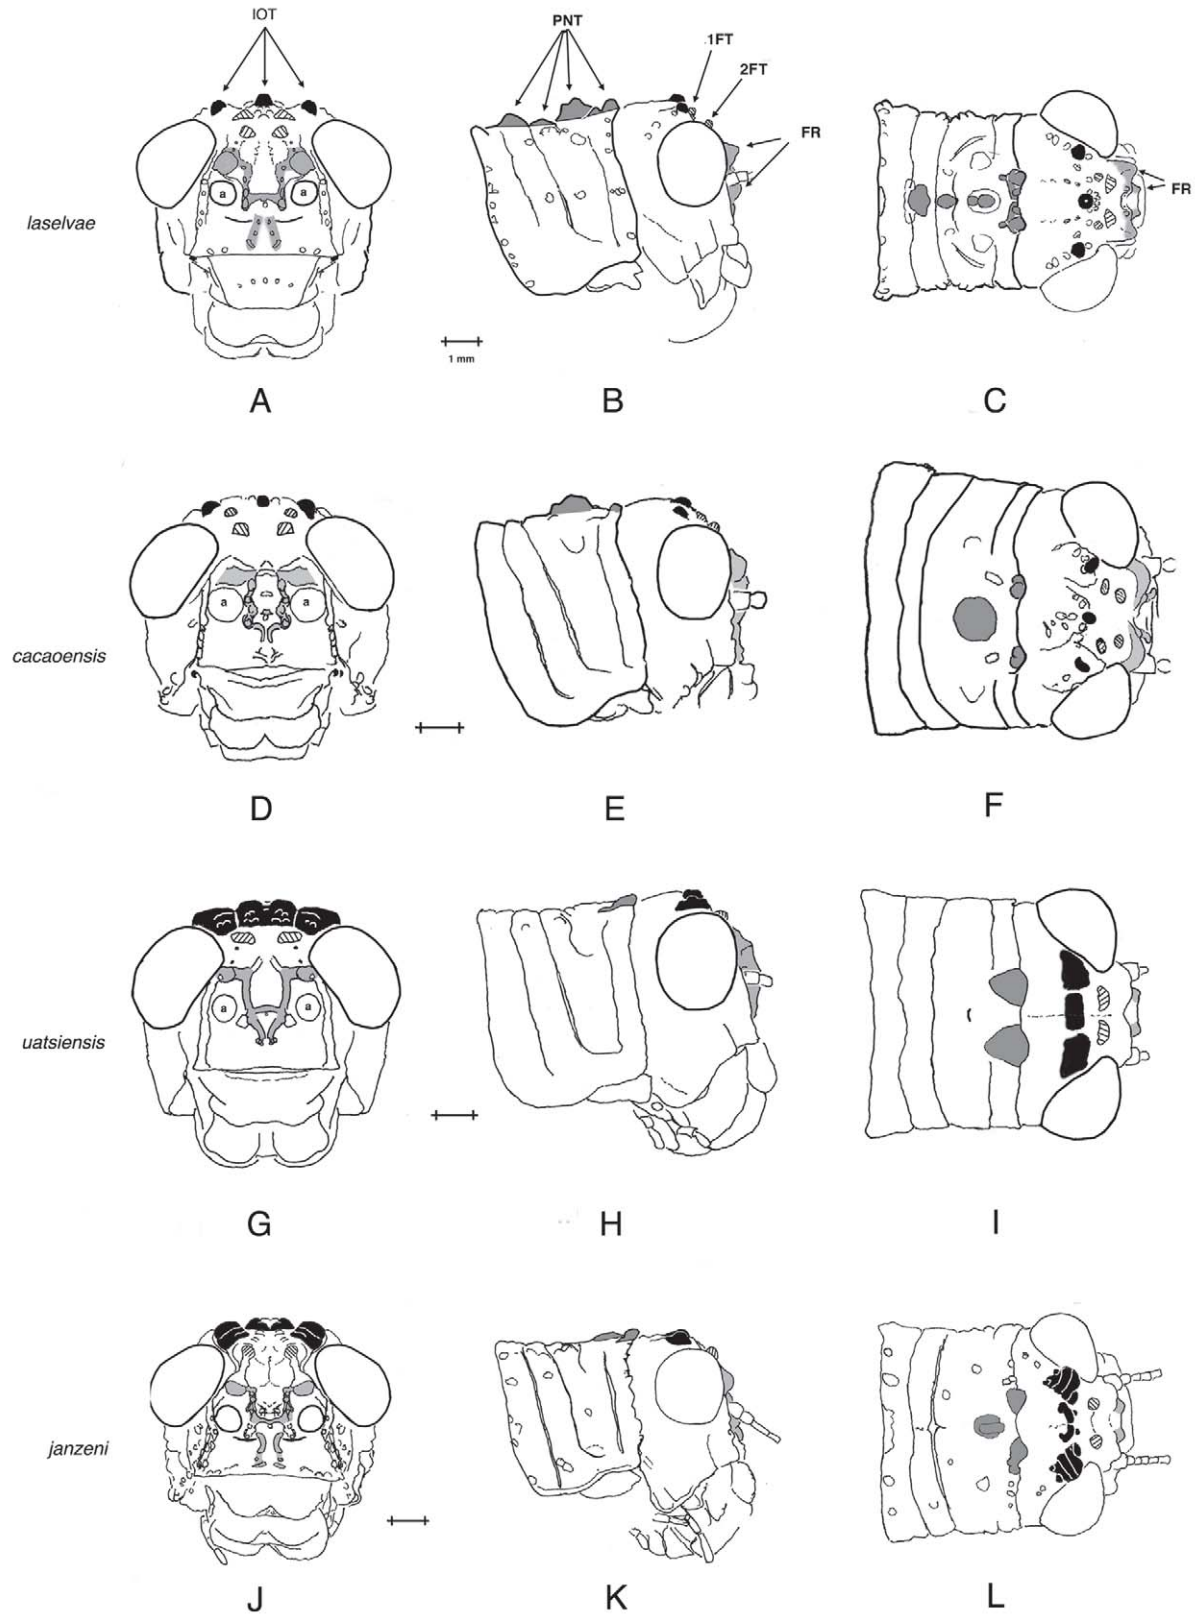 IOT
PNT
1FT
2FT
FR
FR
a a
laselvae
1 mm
A B C
a a
cacaoensis
D E F
a a
uatsiensis
G H I
janzeni
J K L